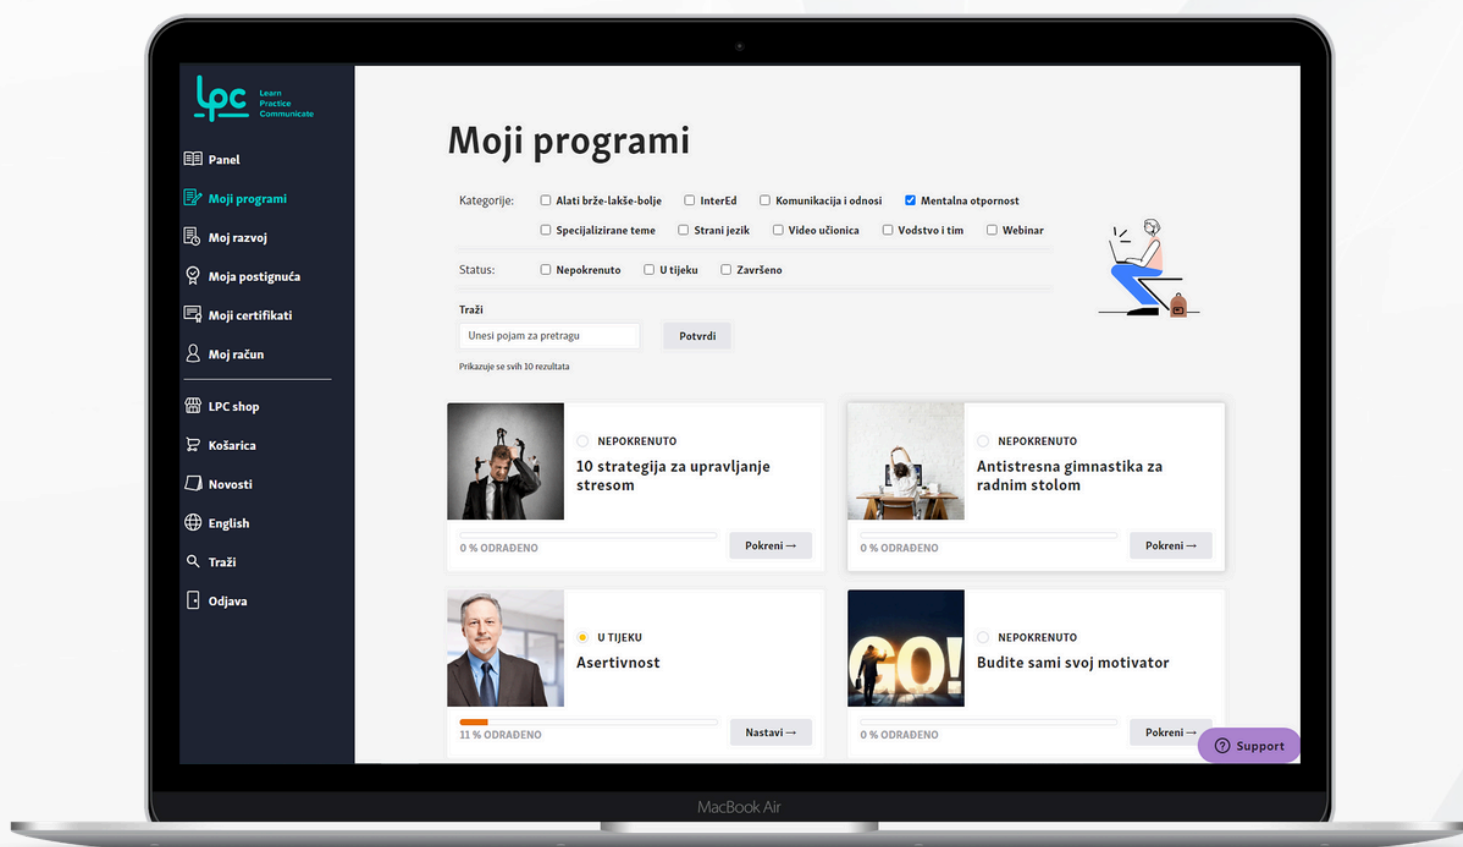 lpc
Learn
Practice
Communicate
Panel
Moji programi
Moj razvoj
Moja postignuća
Moji certifikati
Moj račun
LPC shop
Košarica
Novosti
English
Traži
Odjava
Moji programi
Kategorije: Alati brže-lakše-bolje InterEd Komunikacija i odnosi Mentalna otpornost
Specijalizirane teme Strani jezik Video učionica Vodstvo i tim Webinar
Status: Nepokrenuto U tijeku Završeno
Traži
Unesi pojam za pretragu Potvrdi
Prikazuje se svih 10 rezultata
NEPOKRENUTO
10 strategija za upravljanje
stresom
0 % ODRAĐENO Pokreni →
NEPOKRENUTO
Antistresna gimnastika za
radnim stolom
0 % ODRAĐENO Pokreni →
U TIJEKU
Asertivnost
11 % ODRAĐENO Nastavi →
GO!
NEPOKRENUTO
Budite sami svoj motivator
0 % ODRAĐENO Pokreni →
Support
MacBook Air